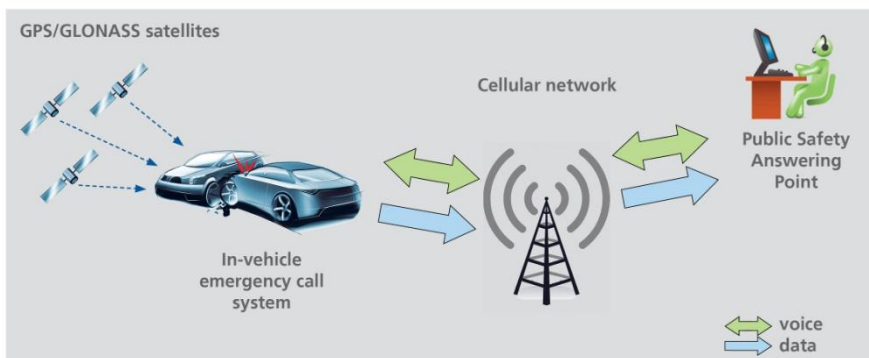 GPS/GLONASS satellites
Cellular network
Public Safety
Answering
Point
In-vehicle
emergency call
system
voice
data